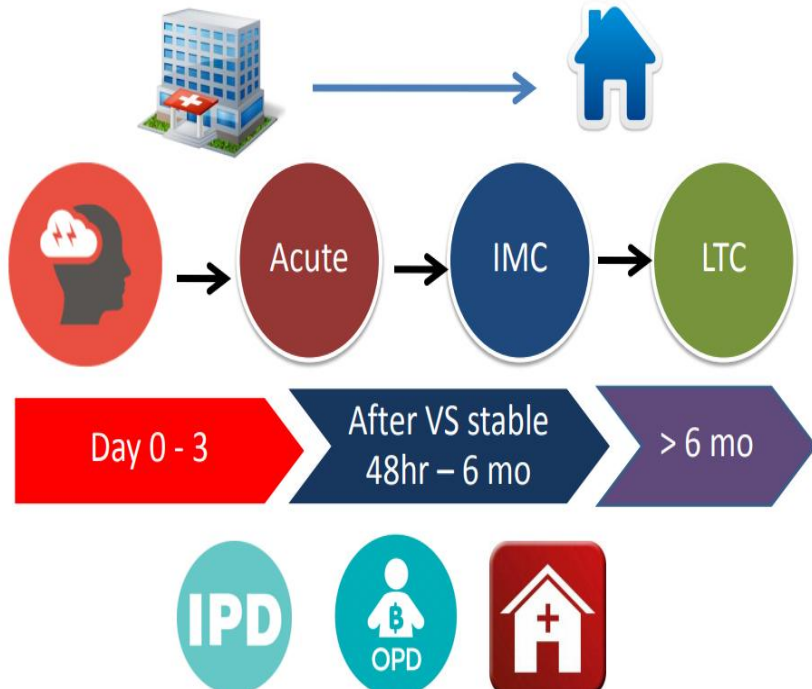 Acute
IMC
LTC
Day 0 - 3
After VS stable
48hr – 6 mo
> 6 mo
IPD
฿
OPD